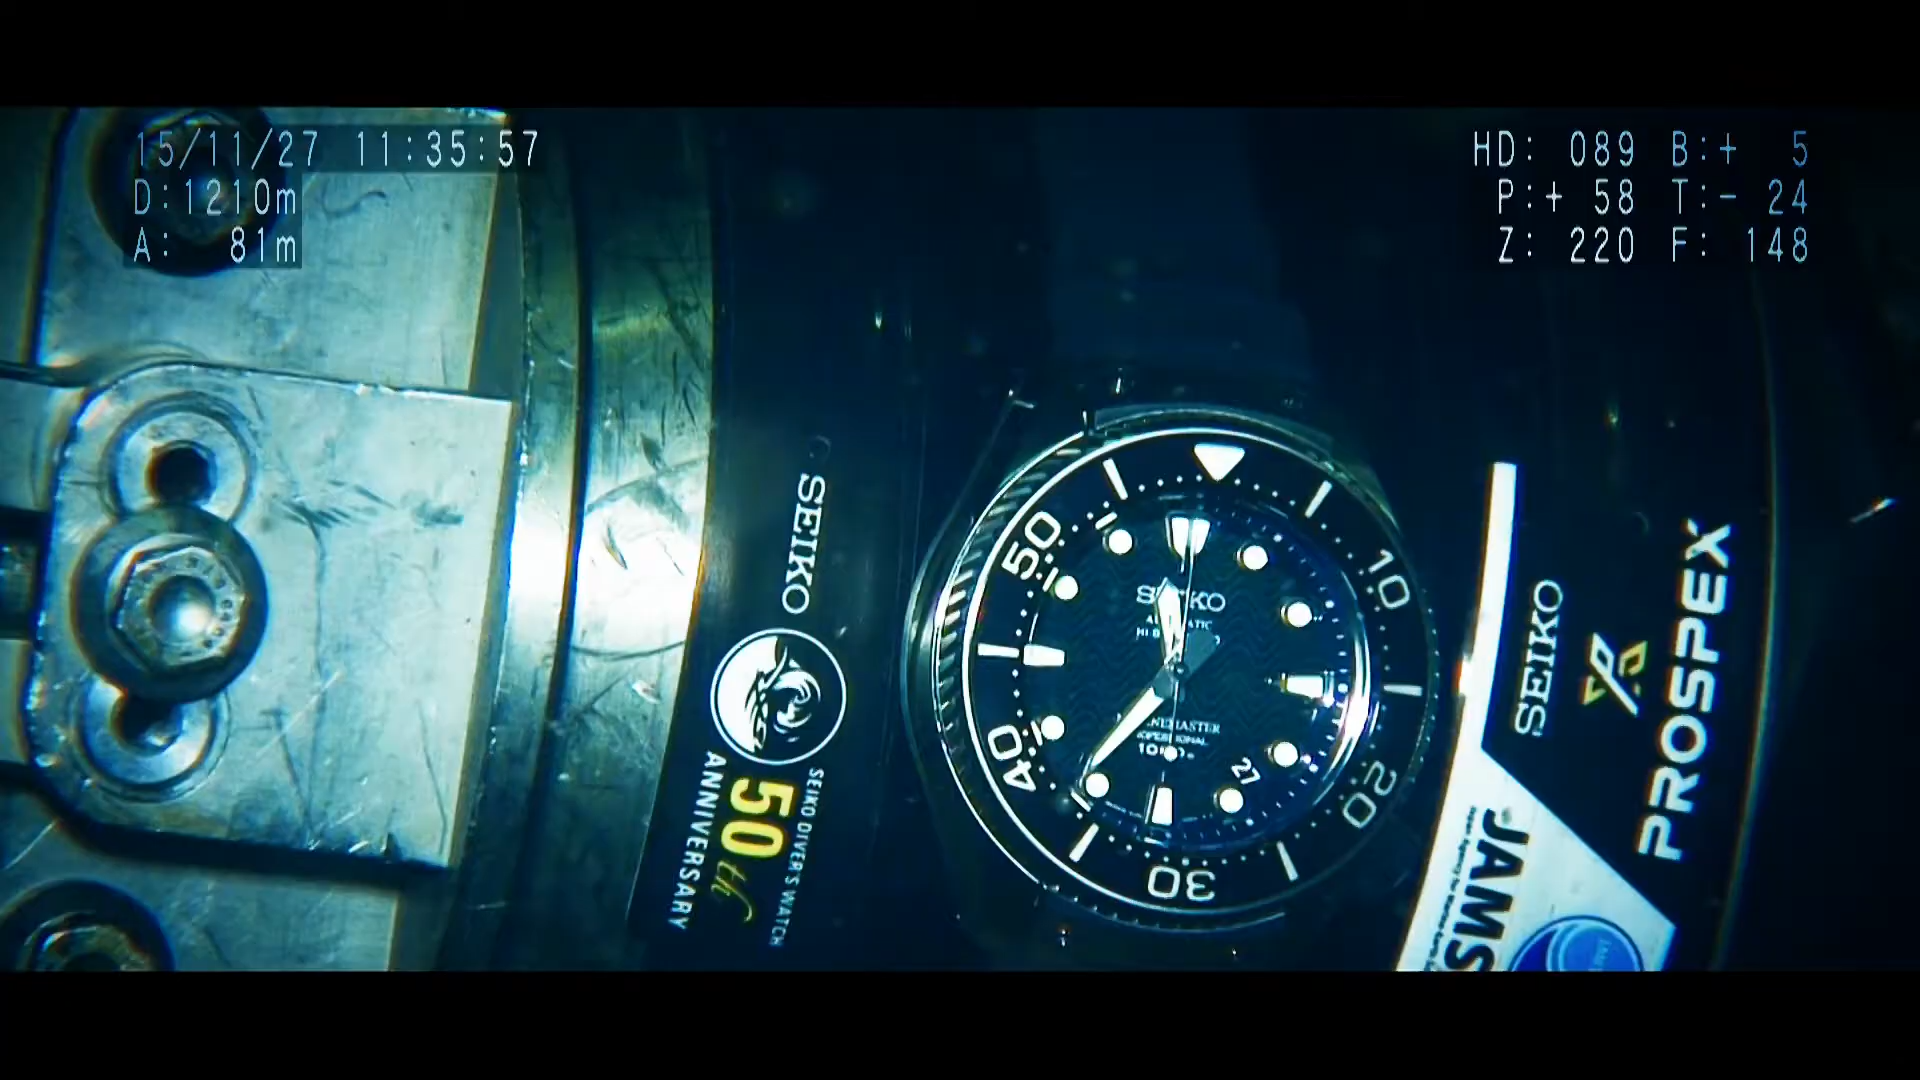 15/11/27 11:35:57
D:1210m
A: 81m
HD: 089 B:+ 5
P:+ 58 T:- 24
Z: 220 F: 148
SEIKO
SEIKO DIVER'S WATCH
50th
ANNIVERSARY
50
10
40
20
30
SEIKO
27
SEIKO
PROSPEX
JAMS